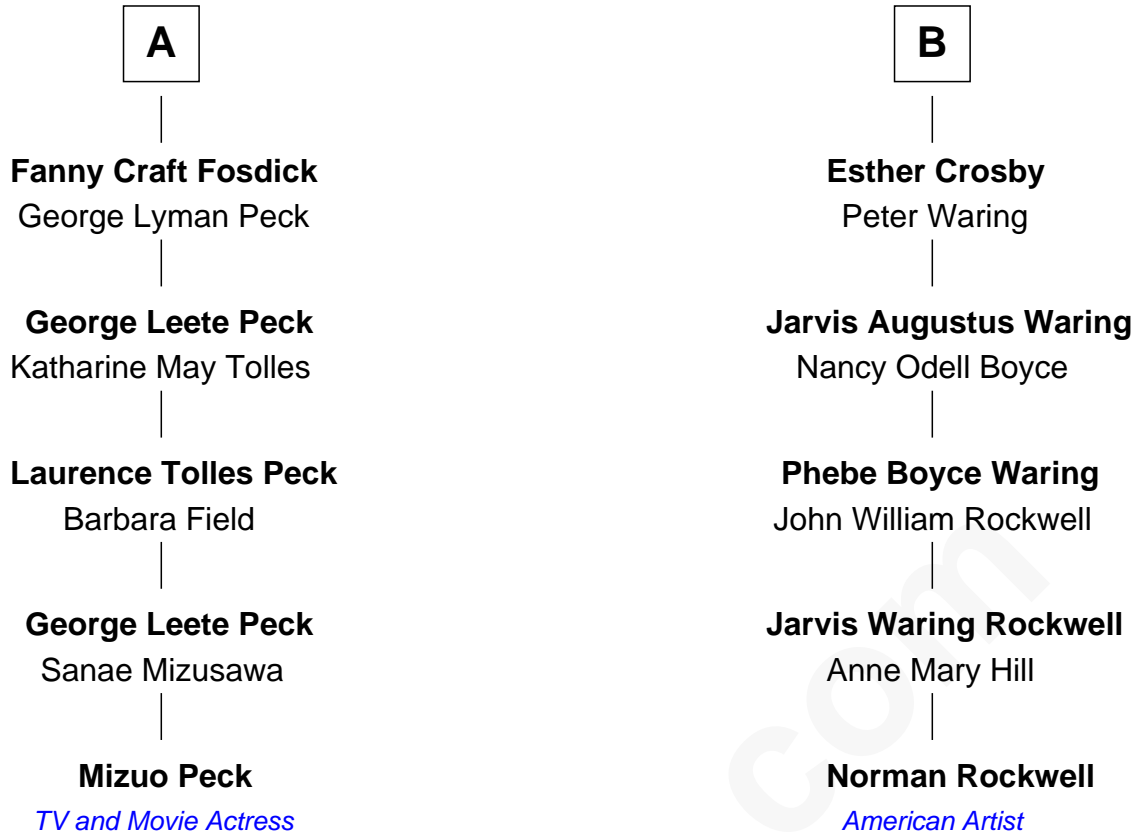 A
Fanny Craft Fosdick
George Lyman Peck
George Leete Peck
Katharine May Tolles
Laurence Tolles Peck
Barbara Field
George Leete Peck
Sanae Mizusawa
Mizuo Peck
TV and Movie Actress
B
Esther Crosby
Peter Waring
Jarvis Augustus Waring
Nancy Odell Boyce
Phebe Boyce Waring
John William Rockwell
Jarvis Waring Rockwell
Anne Mary Hill
Norman Rockwell
American Artist
com